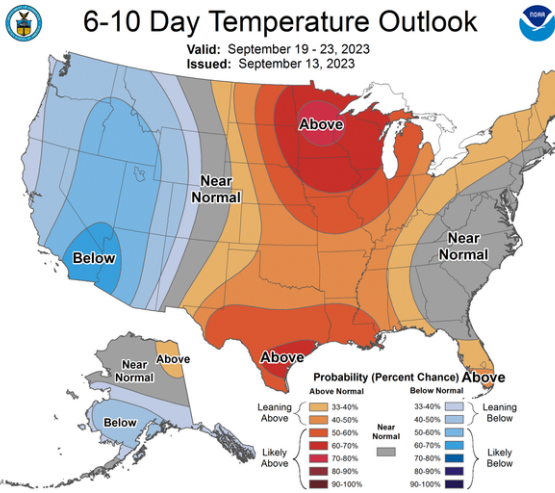 6-10 Day Temperature Outlook
Valid: September 19 - 23, 2023
Issued: September 13, 2023
NOAA
Above
Near
Normal
Below
Near
Normal
Above
Above
Near
Normal
Above
Below
Probability (Percent Chance)
Above Normal
Below Normal
Leaning
Above
33-40%
40-50%
Likely
Above
50-60%
60-70%
70-80%
80-90%
90-100%
Near
Normal
33-40%
40-50%
Leaning
Below
50-60%
60-70%
70-80%
80-90%
90-100%
Likely
Below